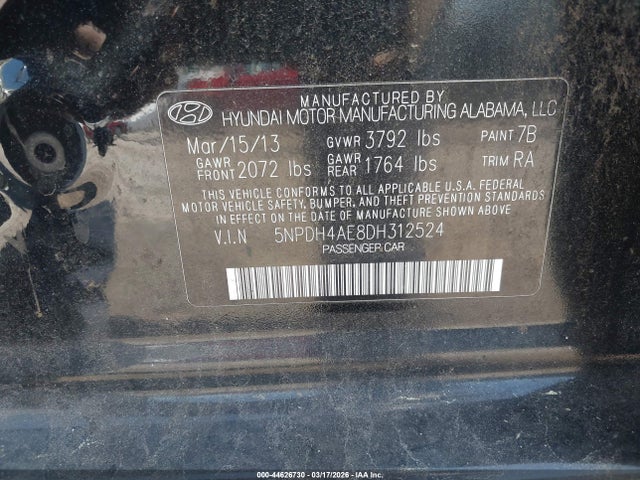 MANUFACTURED BY
HYUNDAI MOTOR MANUFACTURING ALABAMA, LLC
Mar/15/13 GVWR 3792 lbs PAINT 7B
GAWR FRONT 2072 lbs GAWR REAR 1764 lbs TRIM RA
THIS VEHICLE CONFORMS TO ALL APPLICABLE U.S.A. FEDERAL
MOTOR VEHICLE SAFETY, BUMPER, AND THEFT PREVENTION STANDARDS
IN EFFECT ON THE DATE OF MANUFACTURE SHOWN ABOVE
V.I.N 5NPDH4AE8DH312524
PASSENGER CAR
000-44626730 - 03/17/2026 - IAA Inc.